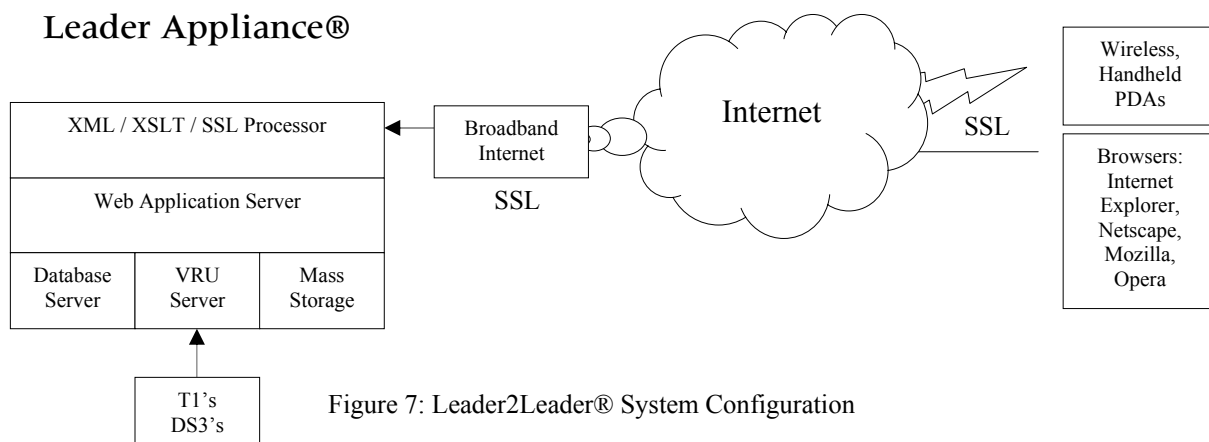 Leader Appliance®
XML / XSLT / SSL Processor
Web Application Server
Database
Server
VRU
Server
Mass
Storage
T1's
DS3's
Broadband
Internet
SSL
Internet
SSL
Wireless,
Handheld
PDAs
Browsers:
Internet
Explorer,
Netscape,
Mozilla,
Opera
Figure 7: Leader2Leader® System Configuration